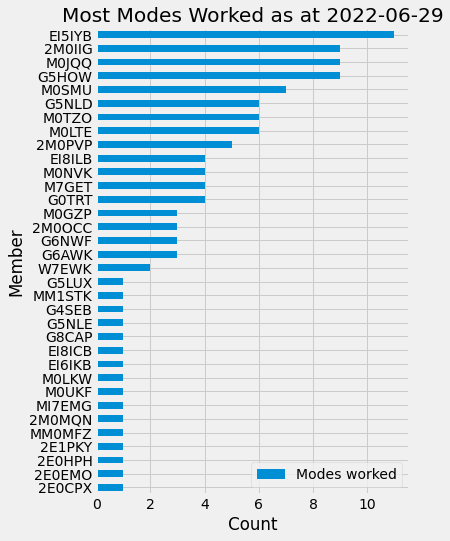 Most Modes Worked as at 2022-06-29
EI5IYB
2M0IIG
M0JQQ
G5HOW
M0SMU
G5NLD
M0TZO
M0LTE
2M0PVP
EI8ILB
M0NVK
M7GET
G0TRT
M0GZP
2M0OCC
G6NWF
G6AWK
W7EWK
G5LUX
MM1STK
G4SEB
G5NLE
G8CAP
EI8ICB
EI6IKB
M0LKW
M0UKF
MI7EMG
2M0MQN
MM0MFZ
2E1PKY
2E0HPH
2E0EMO
2E0CPX
Member
Modes worked
0 2 4 6 8 10
Count